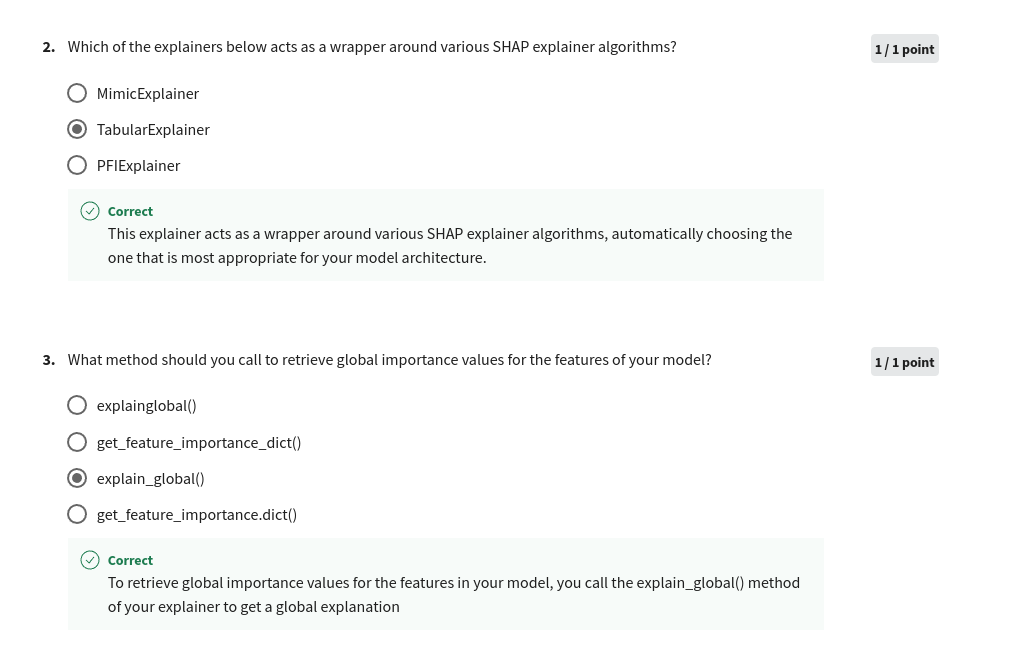 2. Which of the explainers below acts as a wrapper around various SHAP explainer algorithms?
1 / 1 point
MimicExplainer
TabularExplainer
PFIExplainer
Correct
This explainer acts as a wrapper around various SHAP explainer algorithms, automatically choosing the
one that is most appropriate for your model architecture.
3. What method should you call to retrieve global importance values for the features of your model?
1 / 1 point
explainglobal()
get_feature_importance_dict()
explain_global()
get_feature_importance.dict()
Correct
To retrieve global importance values for the features in your model, you call the explain_global() method
of your explainer to get a global explanation